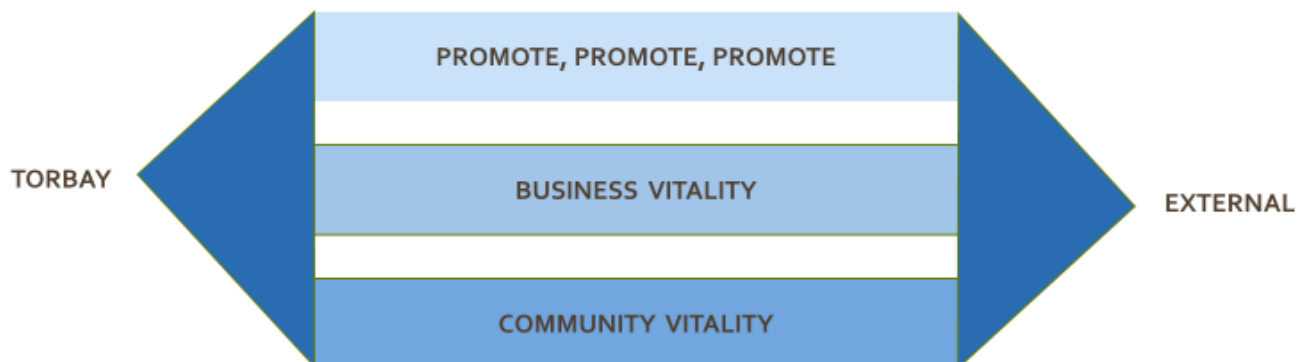 PROMOTE, PROMOTE, PROMOTE
TORBAY
BUSINESS VITALITY
EXTERNAL
COMMUNITY VITALITY